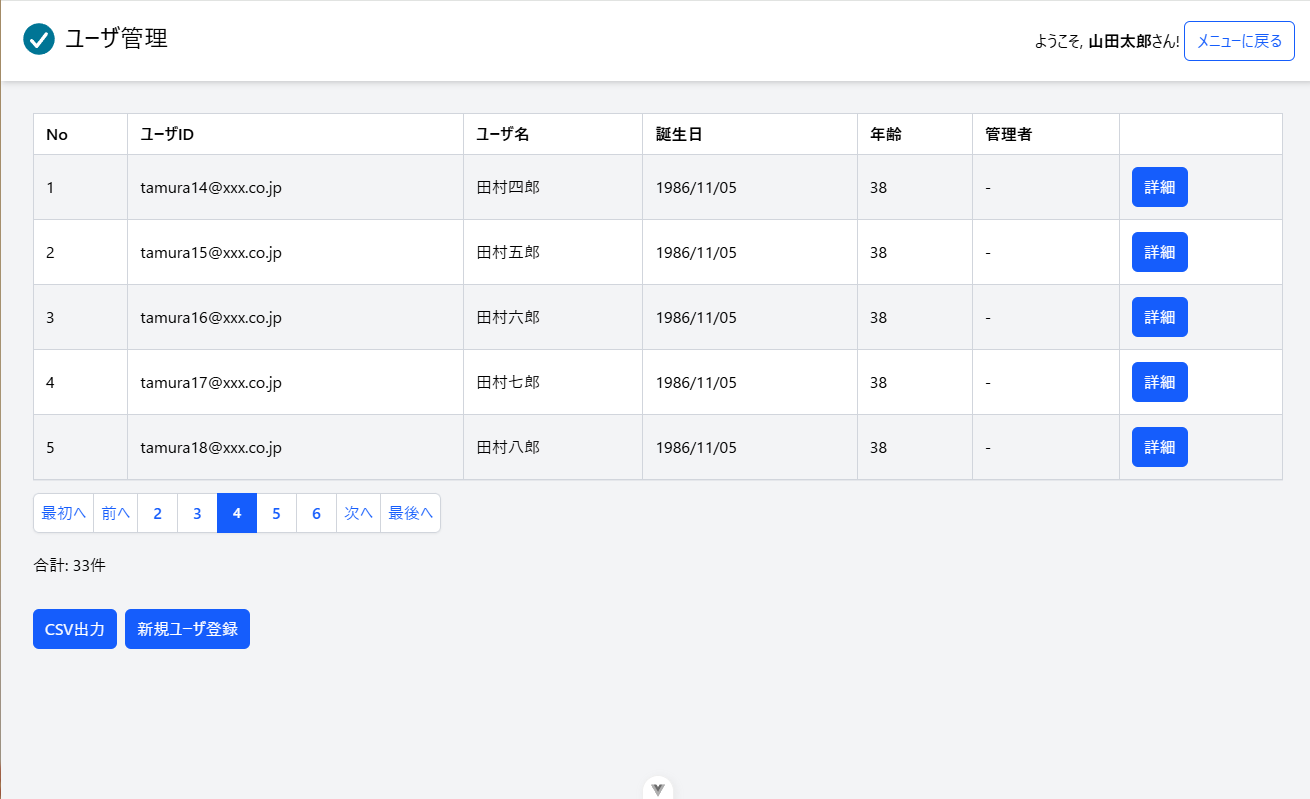 ユーザ管理
ようこそ, 山田太郎さん! メニューに戻る
No ユーザID ユーザ名 誕生日 年齢 管理者
1 tamura14@xxx.co.jp 田村四郎 1986/11/05 38 - 詳細
2 tamura15@xxx.co.jp 田村五郎 1986/11/05 38 - 詳細
3 tamura16@xxx.co.jp 田村六郎 1986/11/05 38 - 詳細
4 tamura17@xxx.co.jp 田村七郎 1986/11/05 38 - 詳細
5 tamura18@xxx.co.jp 田村八郎 1986/11/05 38 - 詳細
最初へ 前へ 2 3 4 5 6 次へ 最後へ
合計: 33件
CSV出力 新規ユーザ登録